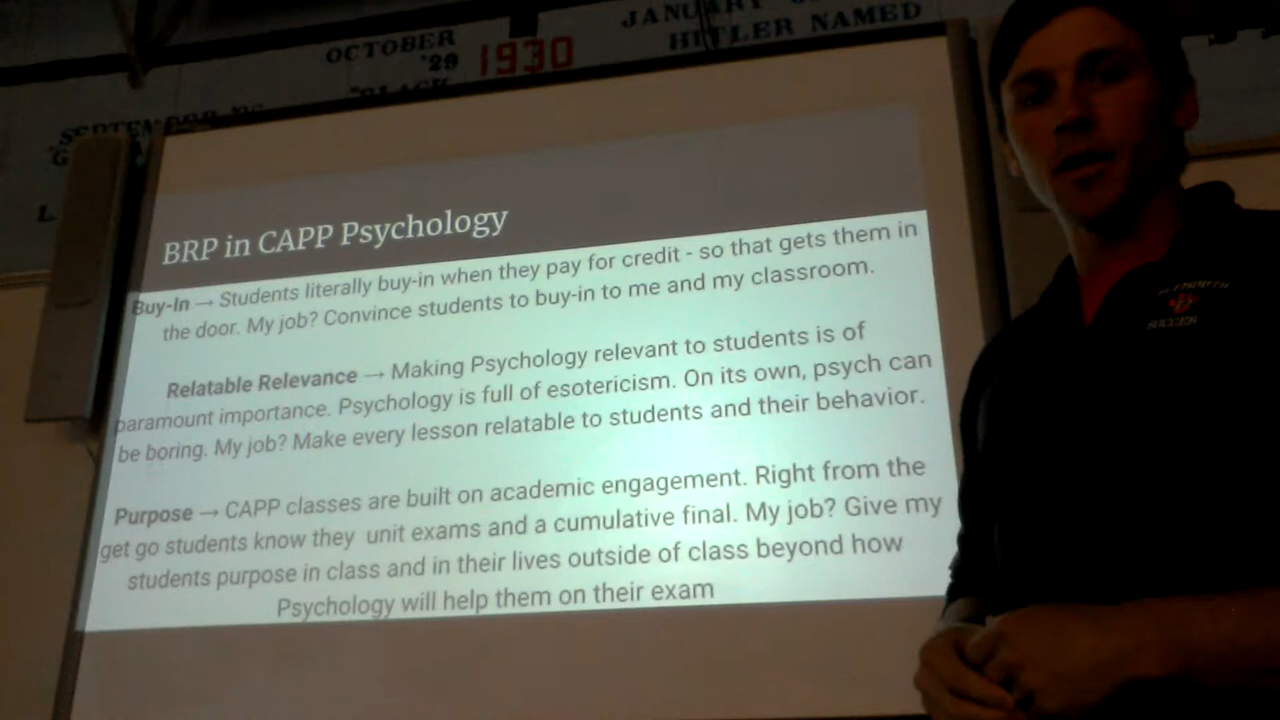 JANUARY
OCTOBER
'29
1930
HITLER NAMED
"BLACK
SEPTEMBER
BRP in CAPP Psychology
Buy-In → Students literally buy-in when they pay for credit - so that gets them in
the door. My job? Convince students to buy-in to me and my classroom.
Relatable Relevance → Making Psychology relevant to students is of
paramount importance. Psychology is full of esotericism. On its own, psych can
be boring. My job? Make every lesson relatable to students and their behavior.
Purpose → CAPP classes are built on academic engagement. Right from the
get go students know they unit exams and a cumulative final. My job? Give my
students purpose in class and in their lives outside of class beyond how
Psychology will help them on their exam
SOCCER